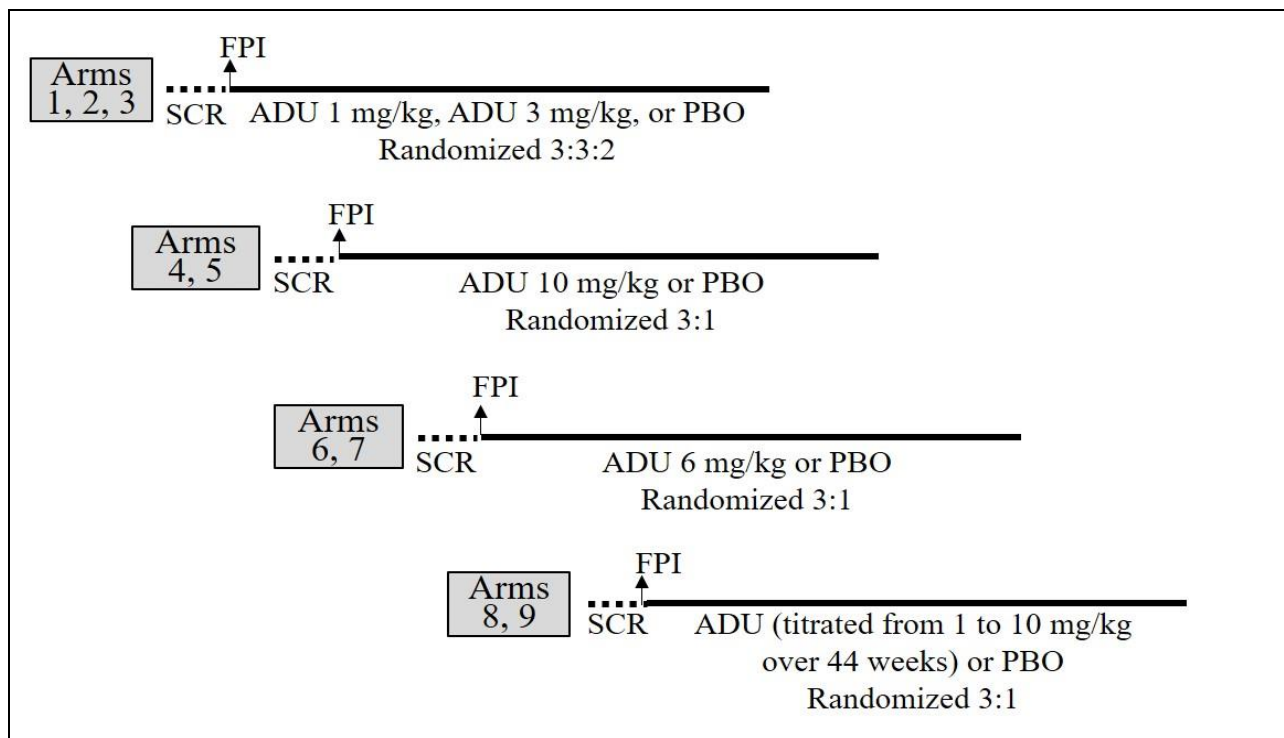 FPI
Arms
1, 2, 3
SCR
ADU 1 mg/kg, ADU 3 mg/kg, or PBO
Randomized 3:3:2
FPI
Arms
4, 5
SCR
ADU 10 mg/kg or PBO
Randomized 3:1
FPI
Arms
6, 7
SCR
ADU 6 mg/kg or PBO
Randomized 3:1
FPI
Arms
8, 9
SCR
ADU (titrated from 1 to 10 mg/kg
over 44 weeks) or PBO
Randomized 3:1